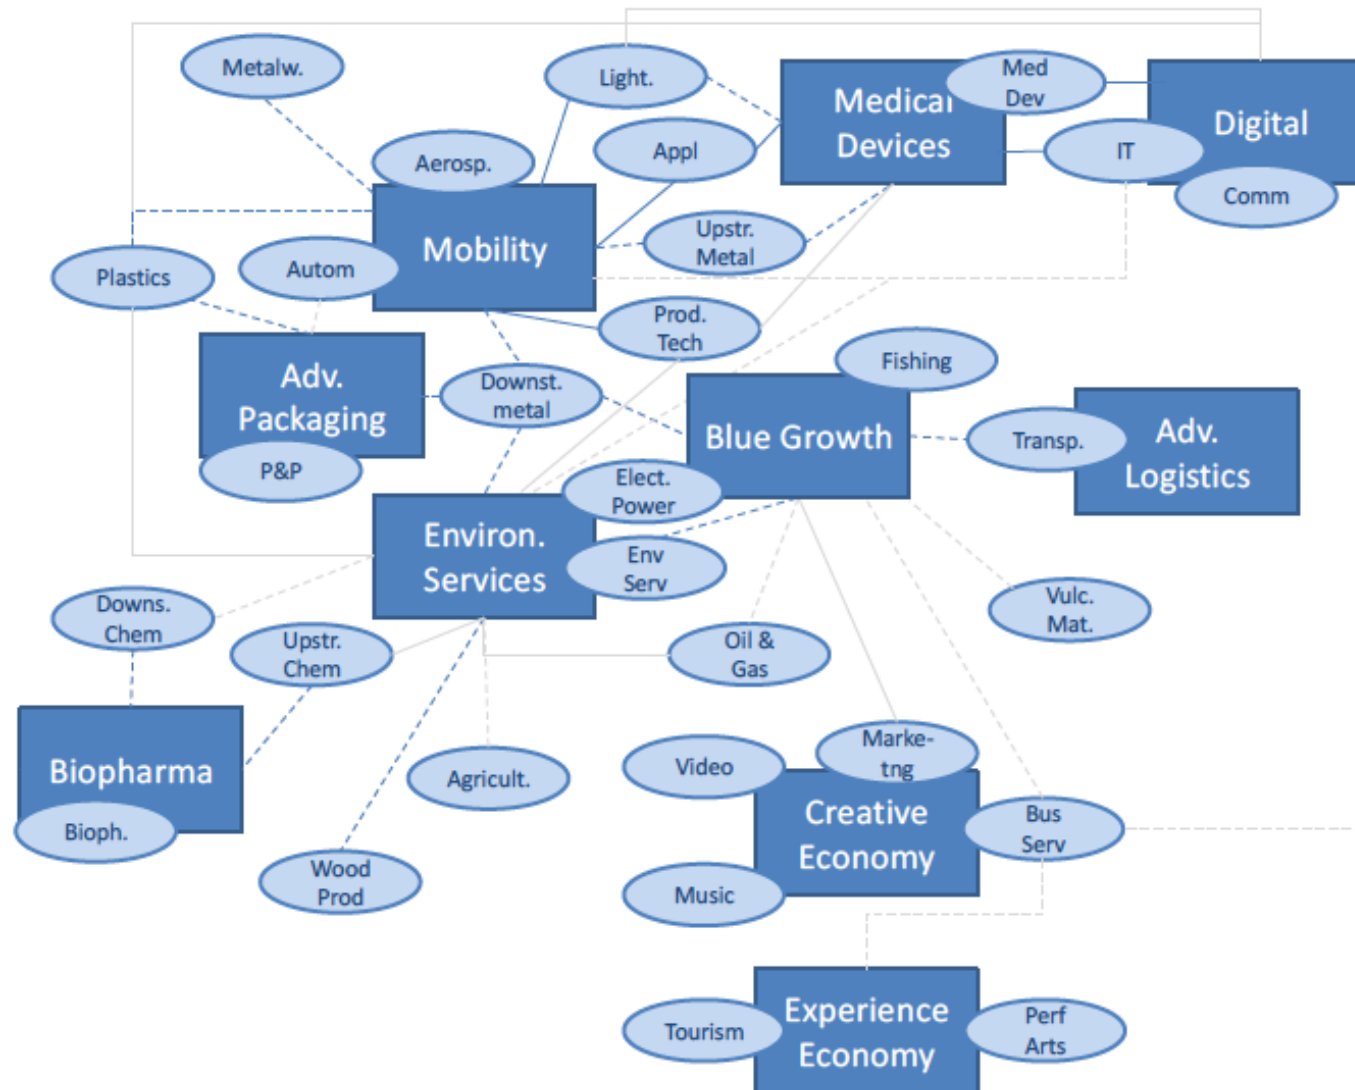 Metalw.
Light.
Medical
Devices
Med
Dev
Digital
Aerosp.
Appl
IT
Comm
Mobility
Upstr.
Metal
Plastics
Autom
Prod.
Tech
Fishing
Adv.
Packaging
Downst.
metal
Blue Growth
Transp.
Adv.
Logistics
P&P
Elect.
Power
Environ.
Services
Env
Serv
Downs.
Chem
Upstr.
Chem
Oil &
Gas
Vulc.
Mat.
Biopharma
Bioph.
Agricult.
Video
Marke-
tng
Creative
Economy
Bus
Serv
Wood
Prod
Music
Tourism
Experience
Economy
Perf
Arts